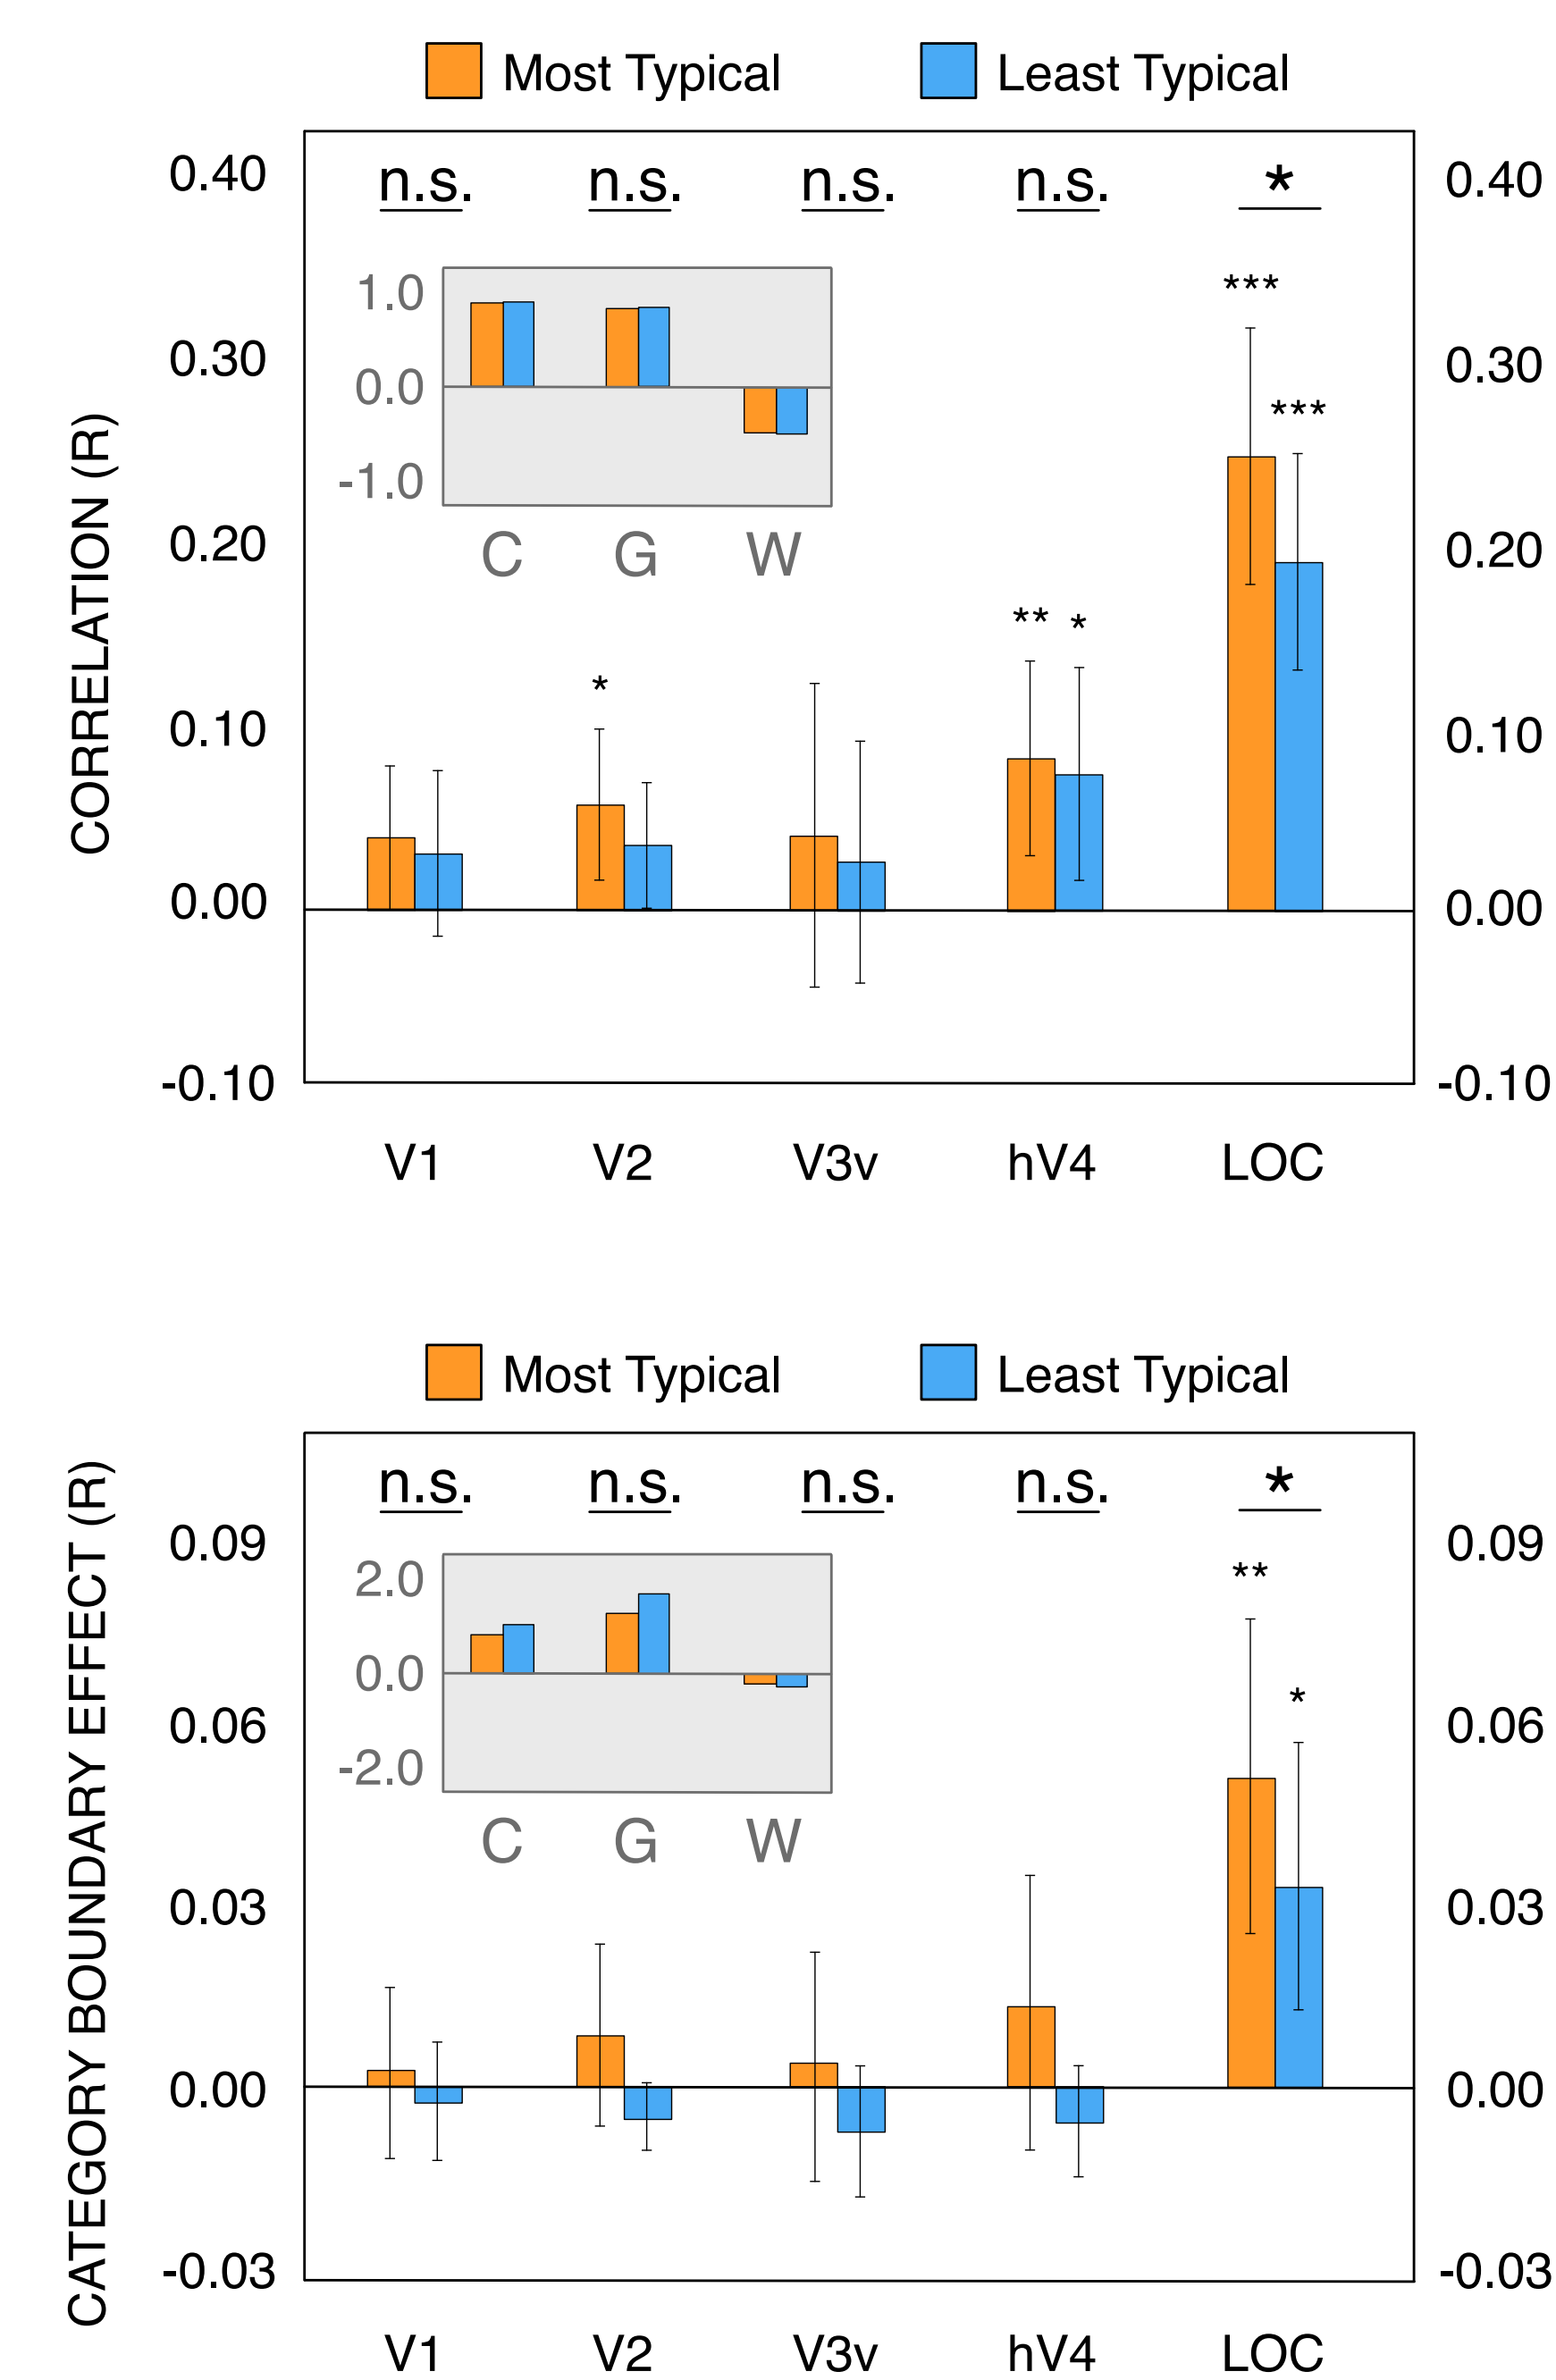 Most Typical Least Typical
0.40 n.s. n.s. n.s. n.s. * 0.40
***
1.0
0.30 0.30
0.0
***
-1.0
CORRELATION (R)
0.20 C G W 0.20
** *
*
0.10 0.10
0.00 0.00
-0.10 -0.10
V1 V2 V3v hV4 LOC
Most Typical Least Typical
n.s. n.s. n.s. n.s. *
0.09 0.09
2.0 **
0.0
*
0.06 0.06
-2.0
C G W
CATEGORY BOUNDARY EFFECT (R)
0.03 0.03
0.00 0.00
-0.03 -0.03
V1 V2 V3v hV4 LOC